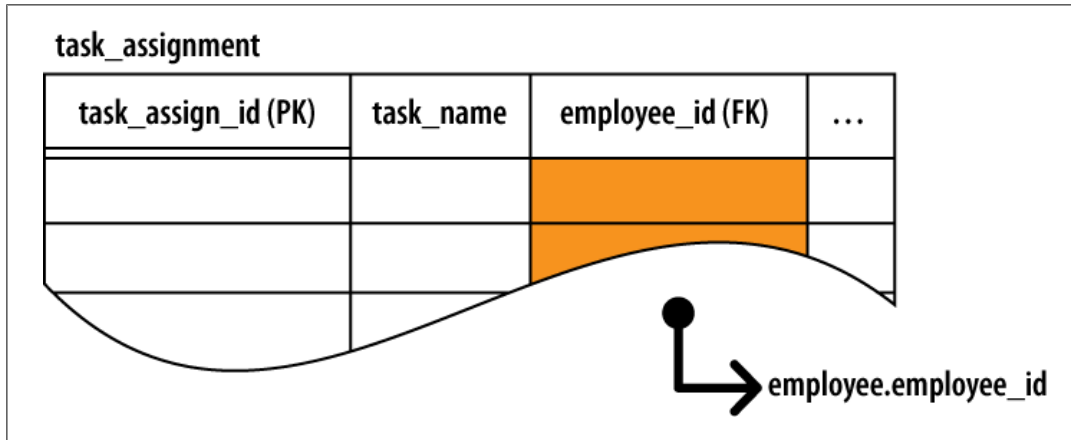 task_assignment
task_assign_id (PK) task_name employee_id (FK) ...
employee.employee_id